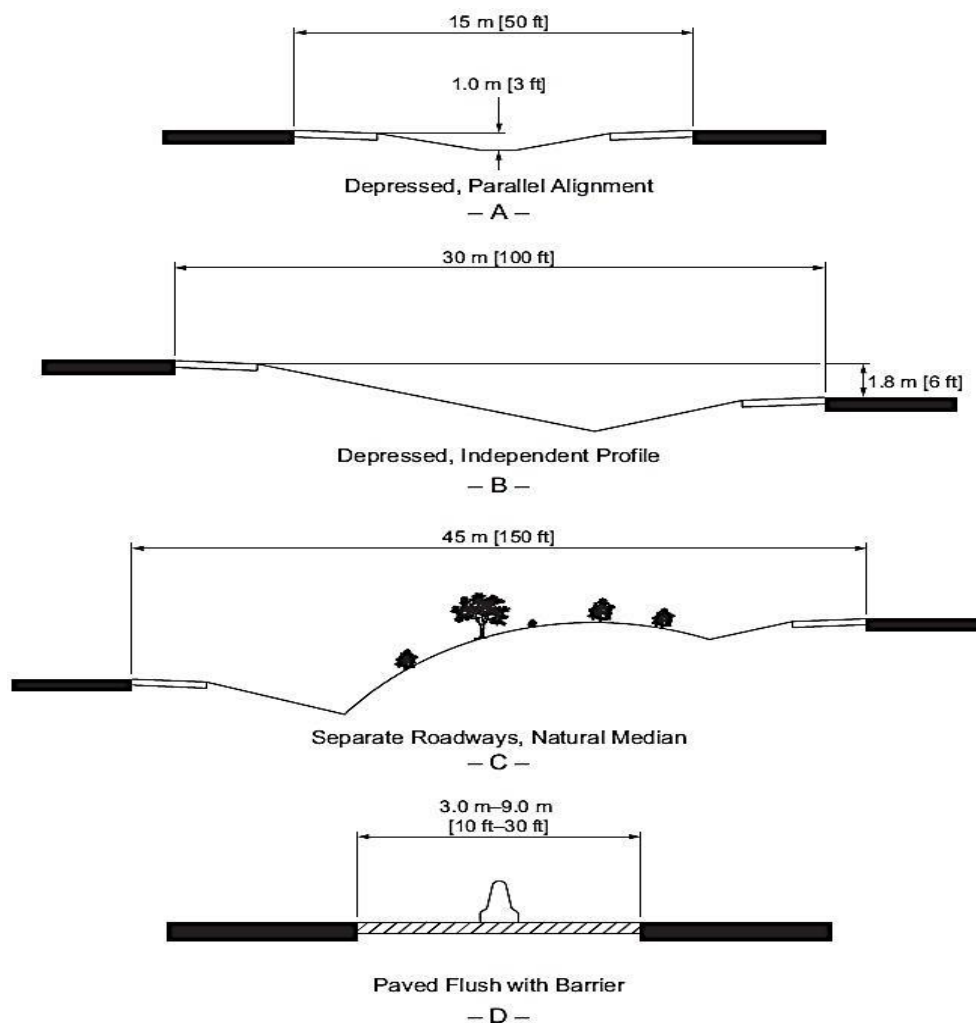 15 m [50 ft]
1.0 m [3 ft]
Depressed, Parallel Alignment
– A –
30 m [100 ft]
1.8 m [6 ft]
Depressed, Independent Profile
– B –
45 m [150 ft]
Separate Roadways, Natural Median
– C –
3.0 m–9.0 m
[10 ft–30 ft]
Paved Flush with Barrier
– D –